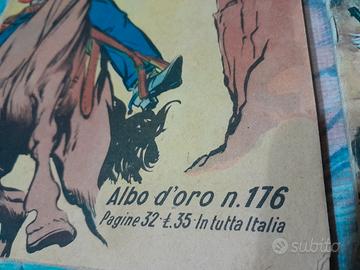 Albo d'oro n. 176
Pagine 32 - £. 35 - In tutta Italia
subito